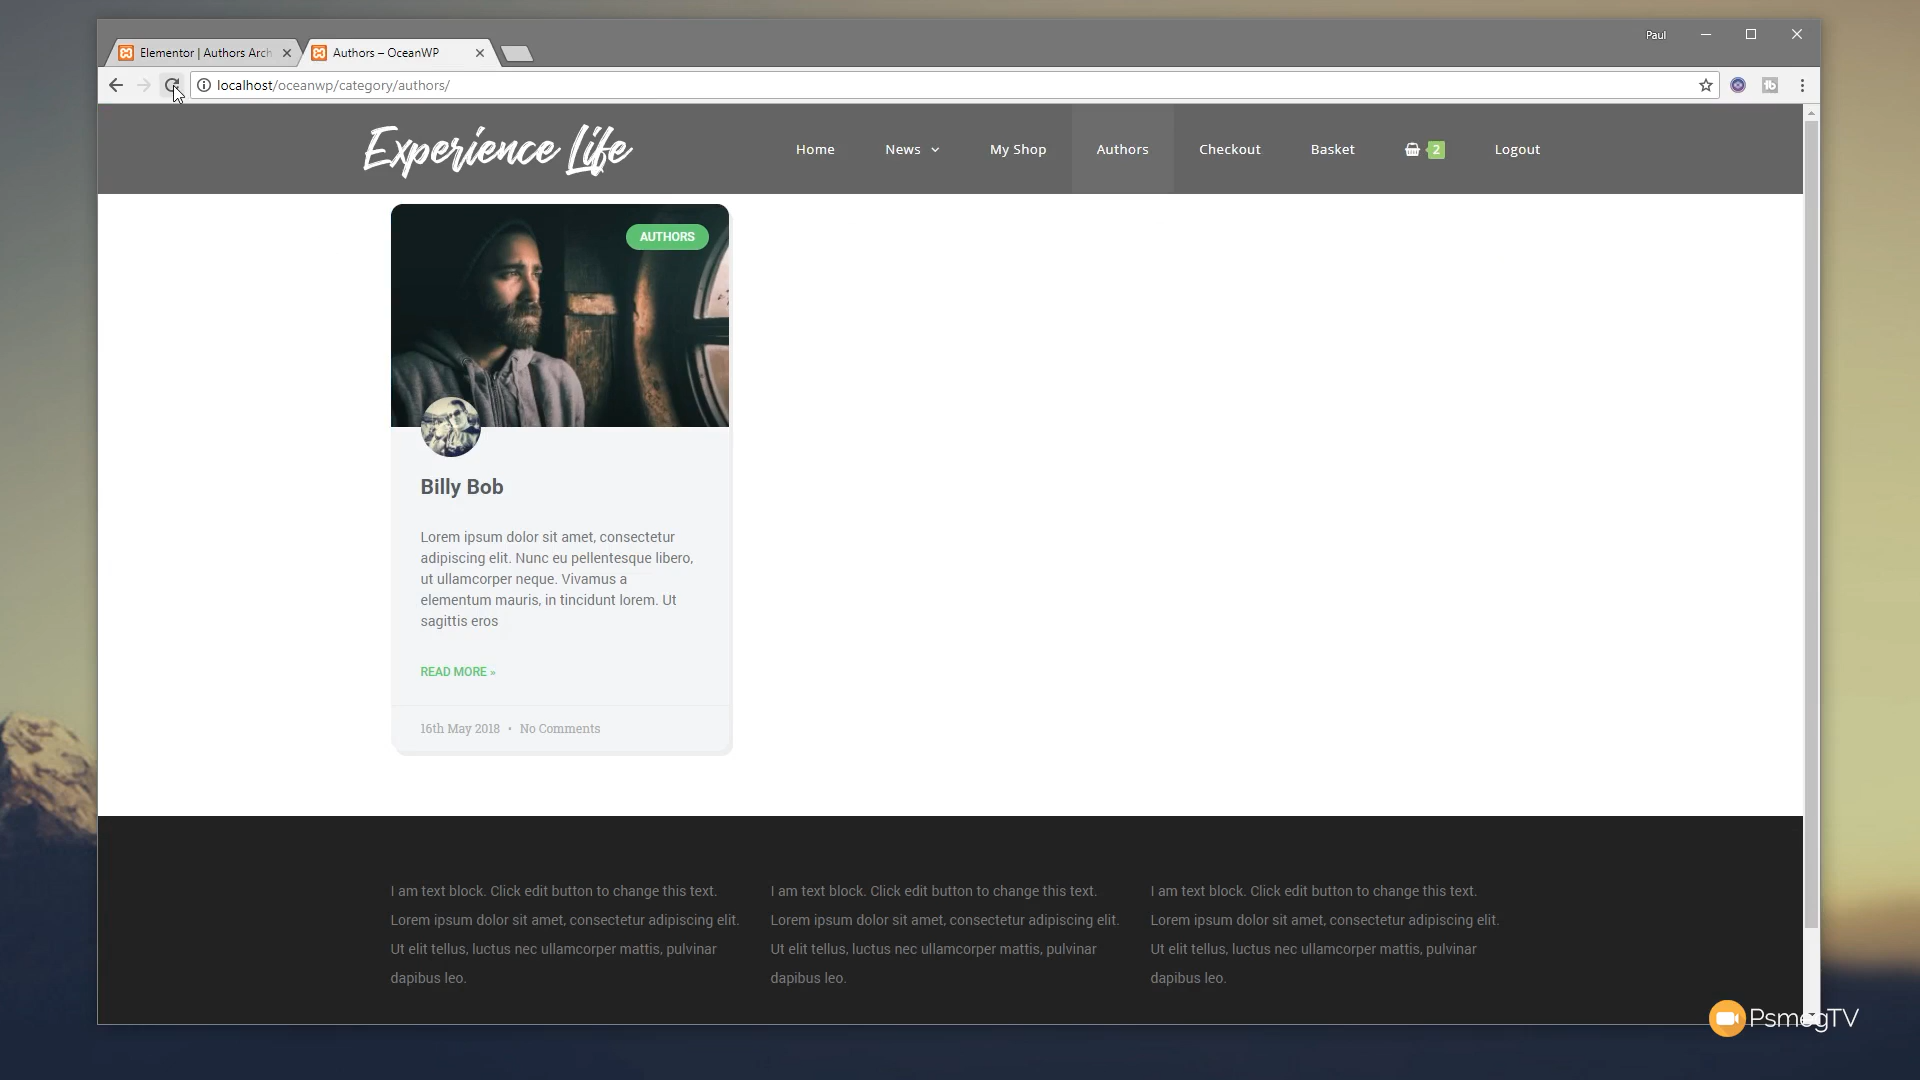 Paul
Elementor | Authors Arch
Authors – OceanWP
localhost/oceanwp/category/authors/
Experience Life
Home
News
My Shop
Authors
Checkout
Basket
2
Logout
AUTHORS
Billy Bob
Lorem ipsum dolor sit amet, consectetur
adipiscing elit. Nunc eu pellentesque libero,
ut ullamcorper neque. Vivamus a
elementum mauris, in tincidunt lorem. Ut
sagittis eros
READ MORE »
16th May 2018 • No Comments
I am text block. Click edit button to change this text.
Lorem ipsum dolor sit amet, consectetur adipiscing elit.
Ut elit tellus, luctus nec ullamcorper mattis, pulvinar
dapibus leo.
I am text block. Click edit button to change this text.
Lorem ipsum dolor sit amet, consectetur adipiscing elit.
Ut elit tellus, luctus nec ullamcorper mattis, pulvinar
dapibus leo.
I am text block. Click edit button to change this text.
Lorem ipsum dolor sit amet, consectetur adipiscing elit.
Ut elit tellus, luctus nec ullamcorper mattis, pulvinar
dapibus leo.
PsmegTV